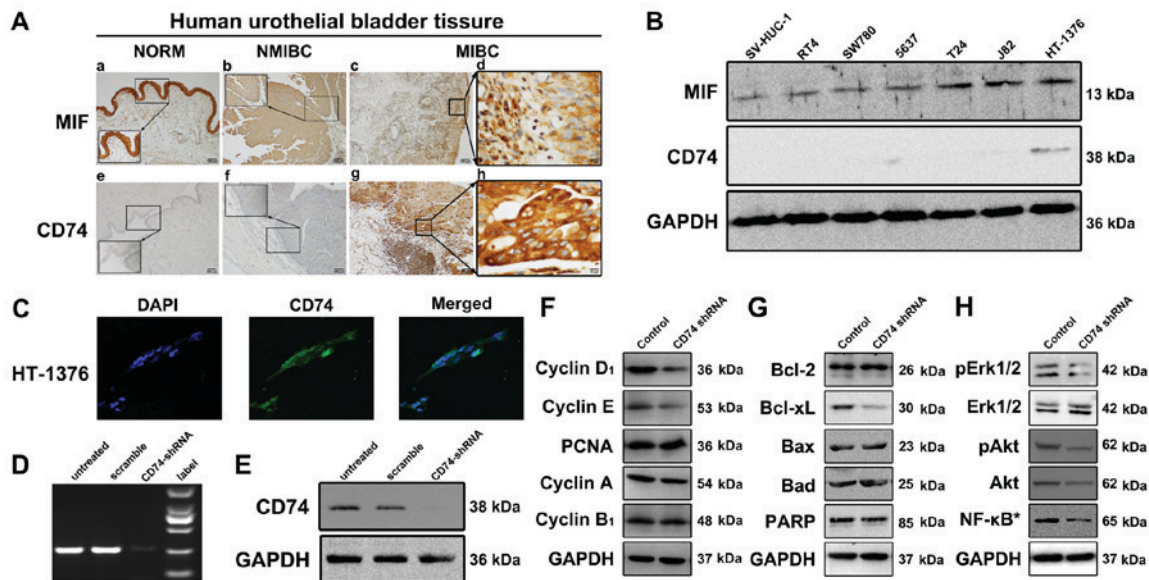 A
Human urothelial bladder tissue
NORM NMIBC MIBC
a b c d
MIF
e f g h
CD74
B
SV-HUC-1 RT4 SW780 5637 T24 J82 HT-1376
MIF 13 kDa
CD74 38 kDa
GAPDH 36 kDa
C
DAPI CD74 Merged
HT-1376
D
untreated scramble CD74-shRNA label
E
untreated scramble CD74-shRNA
CD74 38 kDa
GAPDH 36 kDa
F
Control CD74 shRNA
Cyclin D1 36 kDa
Cyclin E 53 kDa
PCNA 36 kDa
Cyclin A 54 kDa
Cyclin B1 48 kDa
GAPDH 37 kDa
G
Control CD74 shRNA
Bcl-2 26 kDa
Bcl-xL 30 kDa
Bax 23 kDa
Bad 25 kDa
PARP 85 kDa
GAPDH 37 kDa
H
Control CD74 shRNA
pErk1/2 42 kDa
Erk1/2 42 kDa
pAkt 62 kDa
Akt 62 kDa
NF-κB* 65 kDa
GAPDH 37 kDa